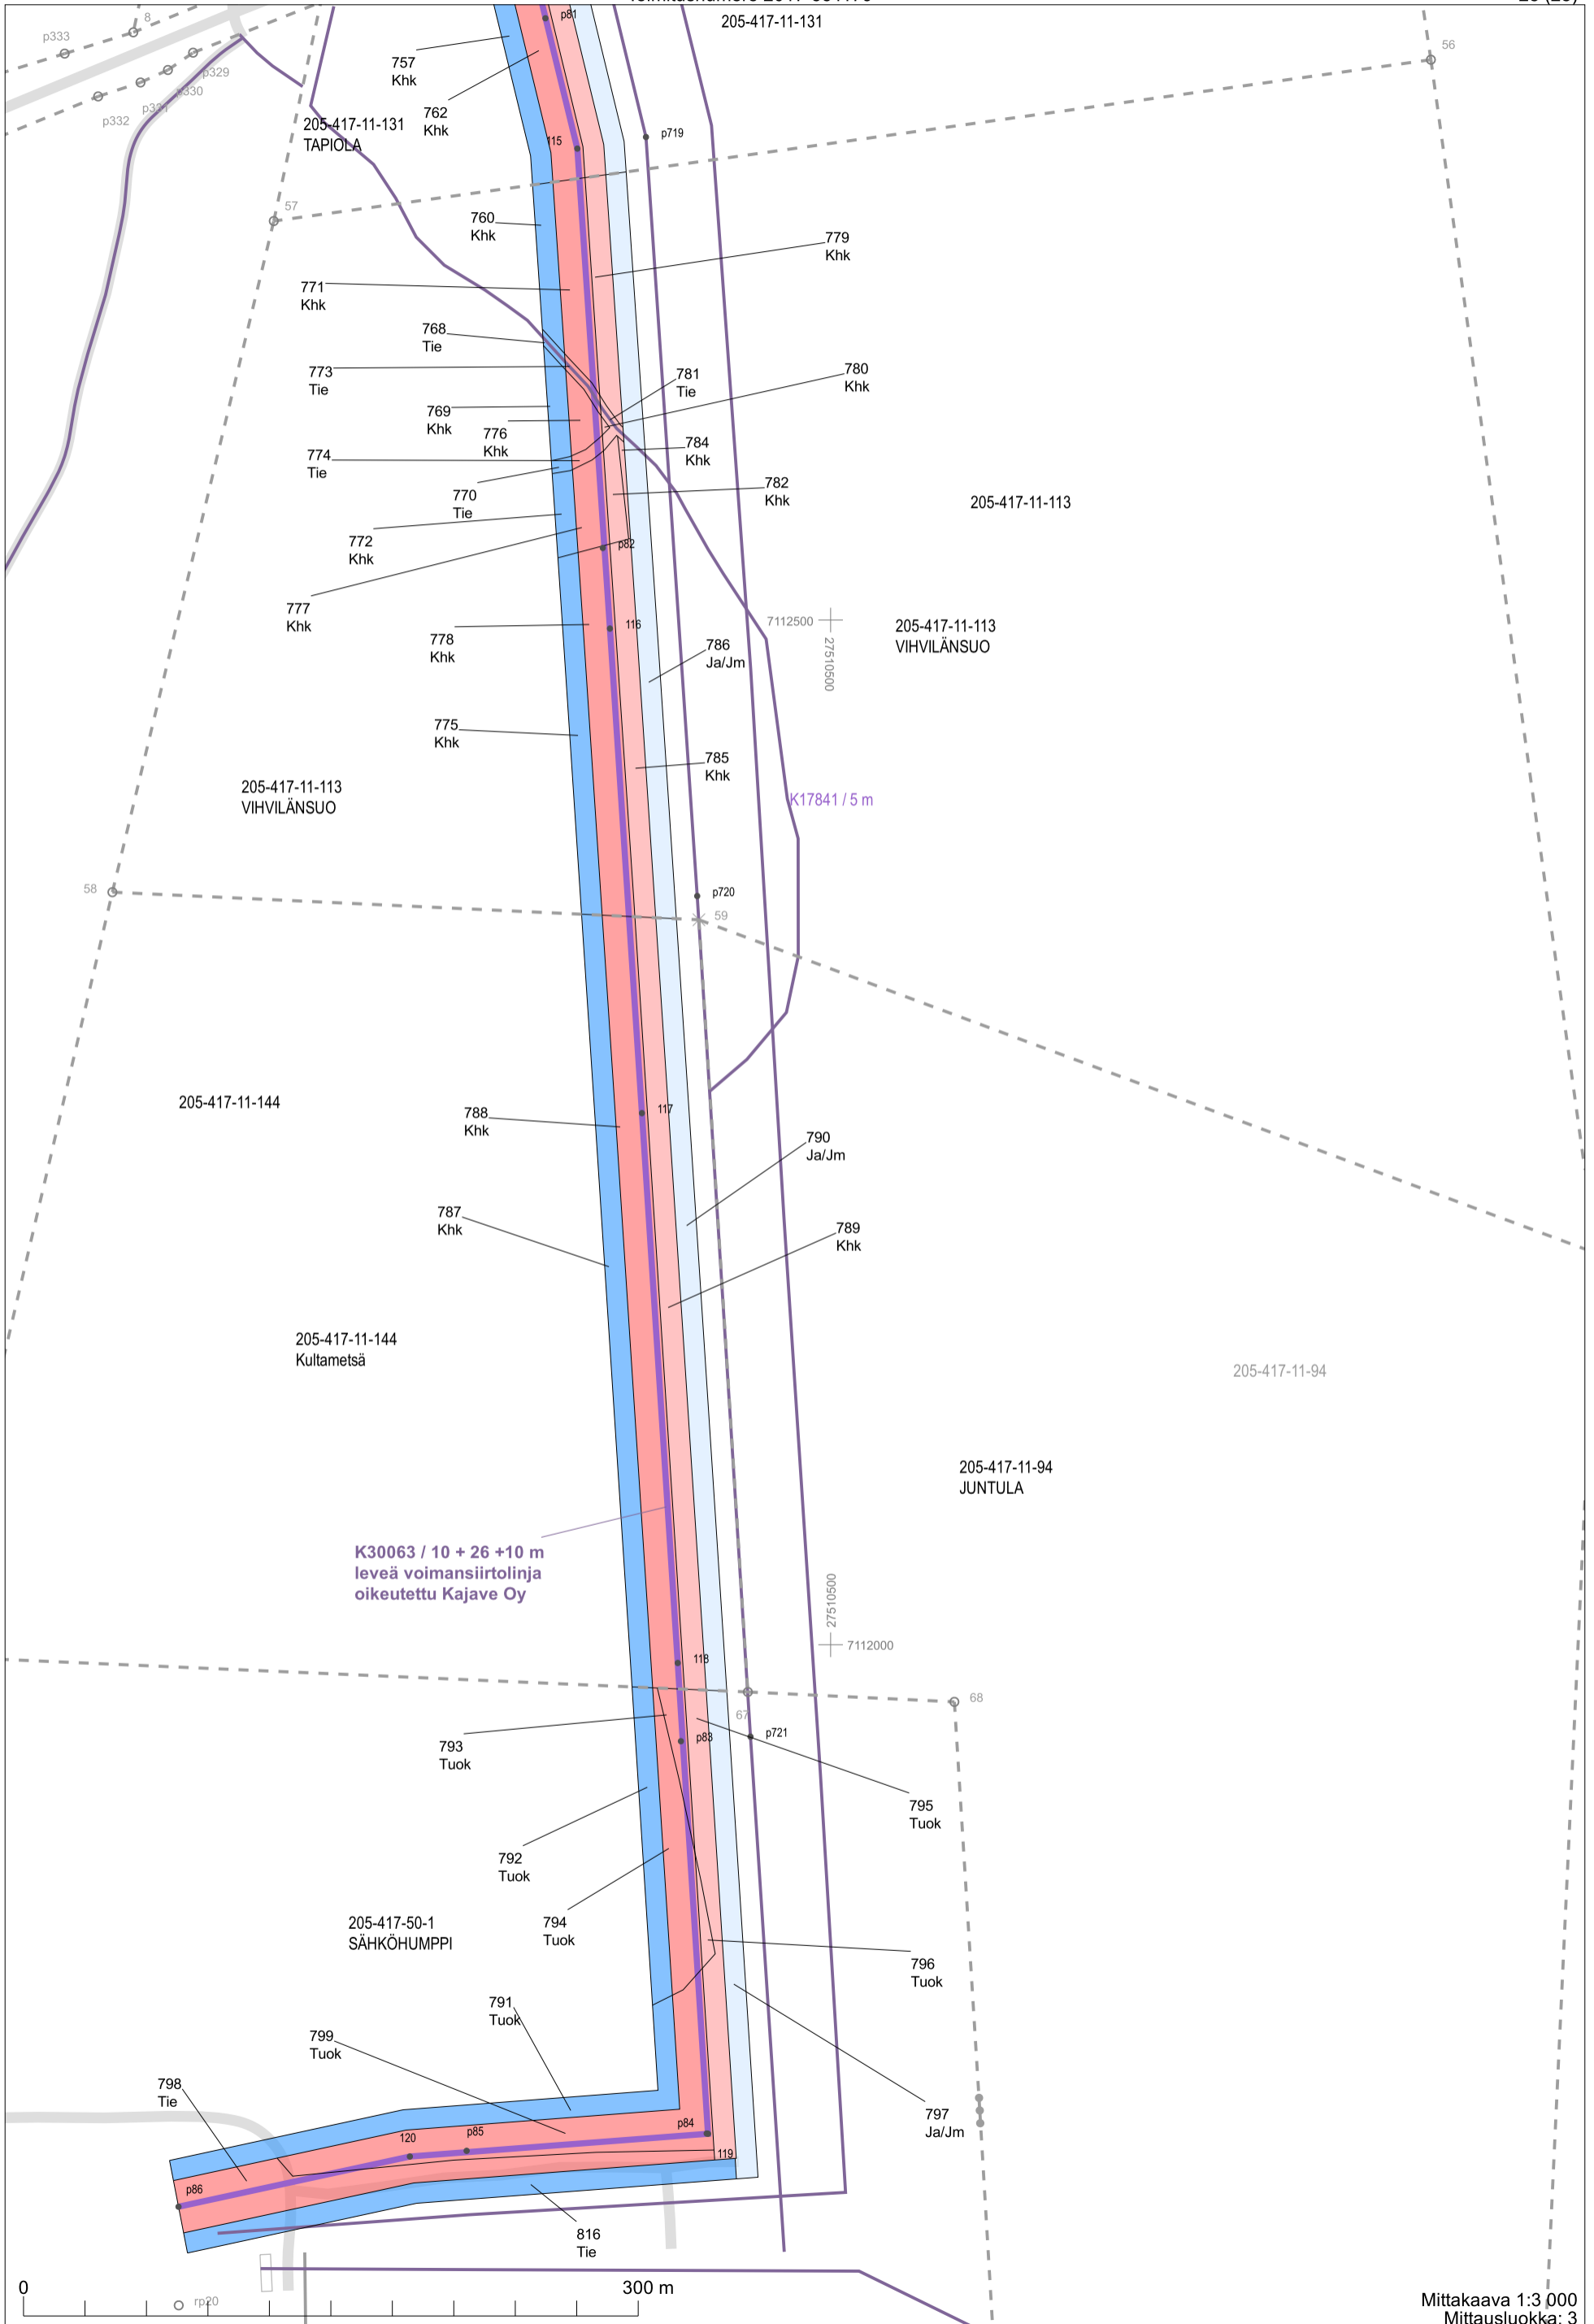 205-417-11-131
p81
p333
8
56
757
Khk
p329
p330
762
Khk
p332
205-417-11-131
TAPIOLA
115
p719
57
760
Khk
779
Khk
771
Khk
768
Tie
773
Tie
781
Tie
780
Khk
769
Khk
776
Khk
784
Khk
774
Tie
782
Khk
770
Tie
205-417-11-113
772
Khk
p82
777
Khk
7112500
27510500
116
205-417-11-113
VIHVILÄNSUO
778
Khk
786
Ja/Jm
775
Khk
785
Khk
205-417-11-113
VIHVILÄNSUO
K17841 / 5 m
58
p720
59
205-417-11-144
788
Khk
117
790
Ja/Jm
787
Khk
789
Khk
205-417-11-144
Kultametsä
205-417-11-94
205-417-11-94
JUNTULA
K30063 / 10 + 26 +10 m
leveä voimansiirtolinja
oikeutettu Kajave Oy
27510500
7112000
118
68
67
793
Tuok
p83
p721
795
Tuok
792
Tuok
205-417-50-1
SÄHKÖHUMPPI
794
Tuok
796
Tuok
791
Tuok
799
Tuok
798
Tie
797
Ja/Jm
p84
120
p85
119
p86
816
Tie
0
300 m
rp20
Mittakaava 1:3 000
Mittausluokka: 3